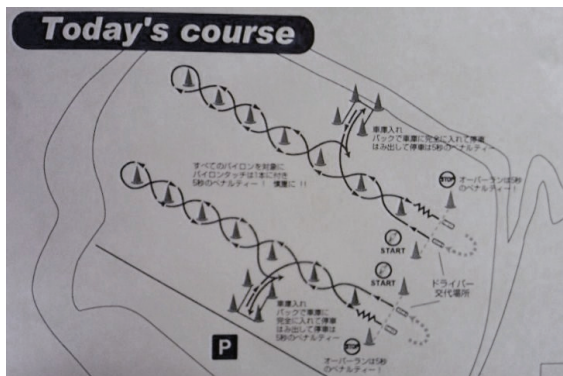 Today's course
車庫入れ
バックで車庫に完全に入れて停車
はみ出して停車は5秒のペナルティー
すべてのパイロンを対象に
パイロンタッチは1本に付き
5秒のペナルティー! 慎重に!!
STOP
オーバーランは5秒
のペナルティー!
START
START
ドライバー
交代場所
車庫入れ
バックで車庫に
完全に入れて停車
はみ出して停車は
5秒のペナルティー
P
STOP
オーバーランは5秒
のペナルティー!